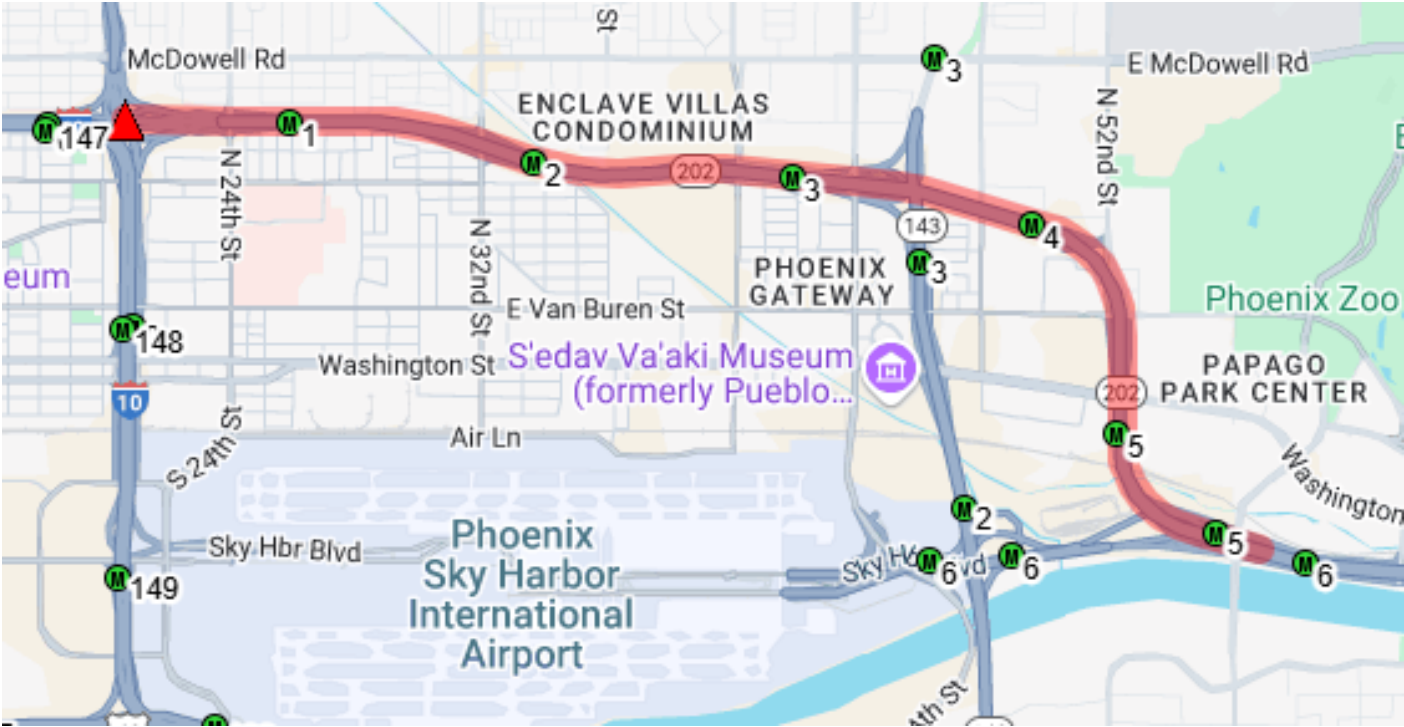 St
McDowell Rd
M 3
E McDowell Rd
ENCLAVE VILLAS
CONDOMINIUM
N 52nd St
M 147
M 1
N 24th St
M 2
202
M 3
143
M 4
N 32nd St
eum
PHOENIX
GATEWAY
M 3
E Van Buren St
Phoenix Zoo
M 148
Washington St
S'edav Va'aki Museum
(formerly Pueblo...
PAPAGO
PARK CENTER
10
202
S 24th St
Air Ln
M 5
Washington
M 2
Phoenix
Sky Harbor
International
Airport
Sky Hbr Blvd
M 5
M 6
M 6
M 6
M 149